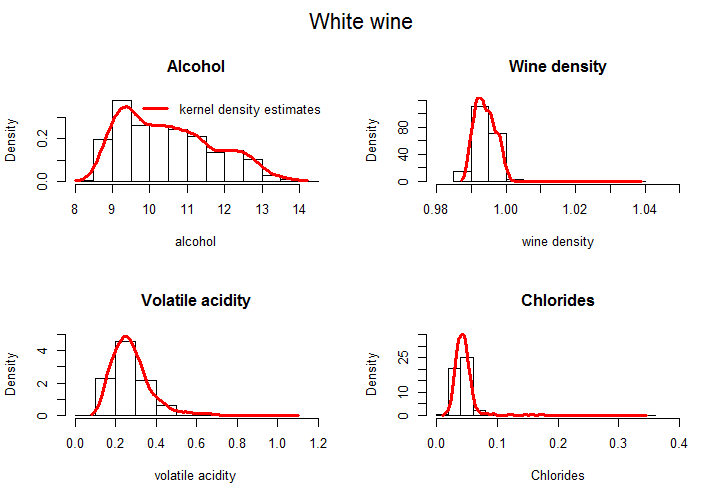 White wine
Alcohol
Density
0.0 0.2
kernel density estimates
8 9 10 11 12 13 14
alcohol
Wine density
Density
0 40 80
0.98 1.00 1.02 1.04
wine density
Volatile acidity
Density
0 2 4
0.0 0.2 0.4 0.6 0.8 1.0 1.2
volatile acidity
Chlorides
Density
0 10 25
0.0 0.1 0.2 0.3 0.4
Chlorides